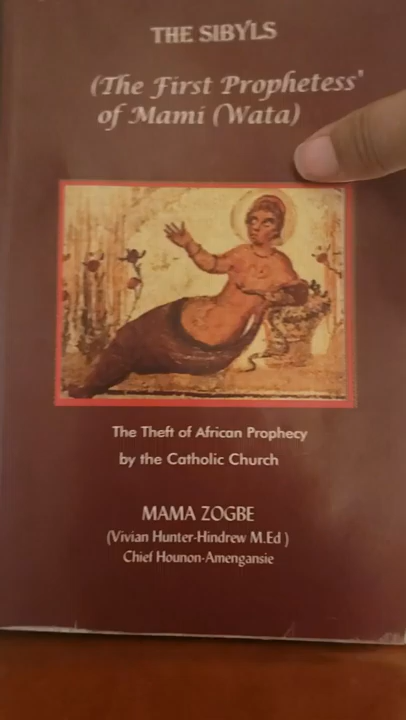 THE SIBYLS
(The First Prophetess'
of Mami (Wata)
The Theft of African Prophecy
by the Catholic Church
MAMA ZOGBE
(Vivian Hunter-Hindrew M.Ed )
Chief Hounon-Amengansie